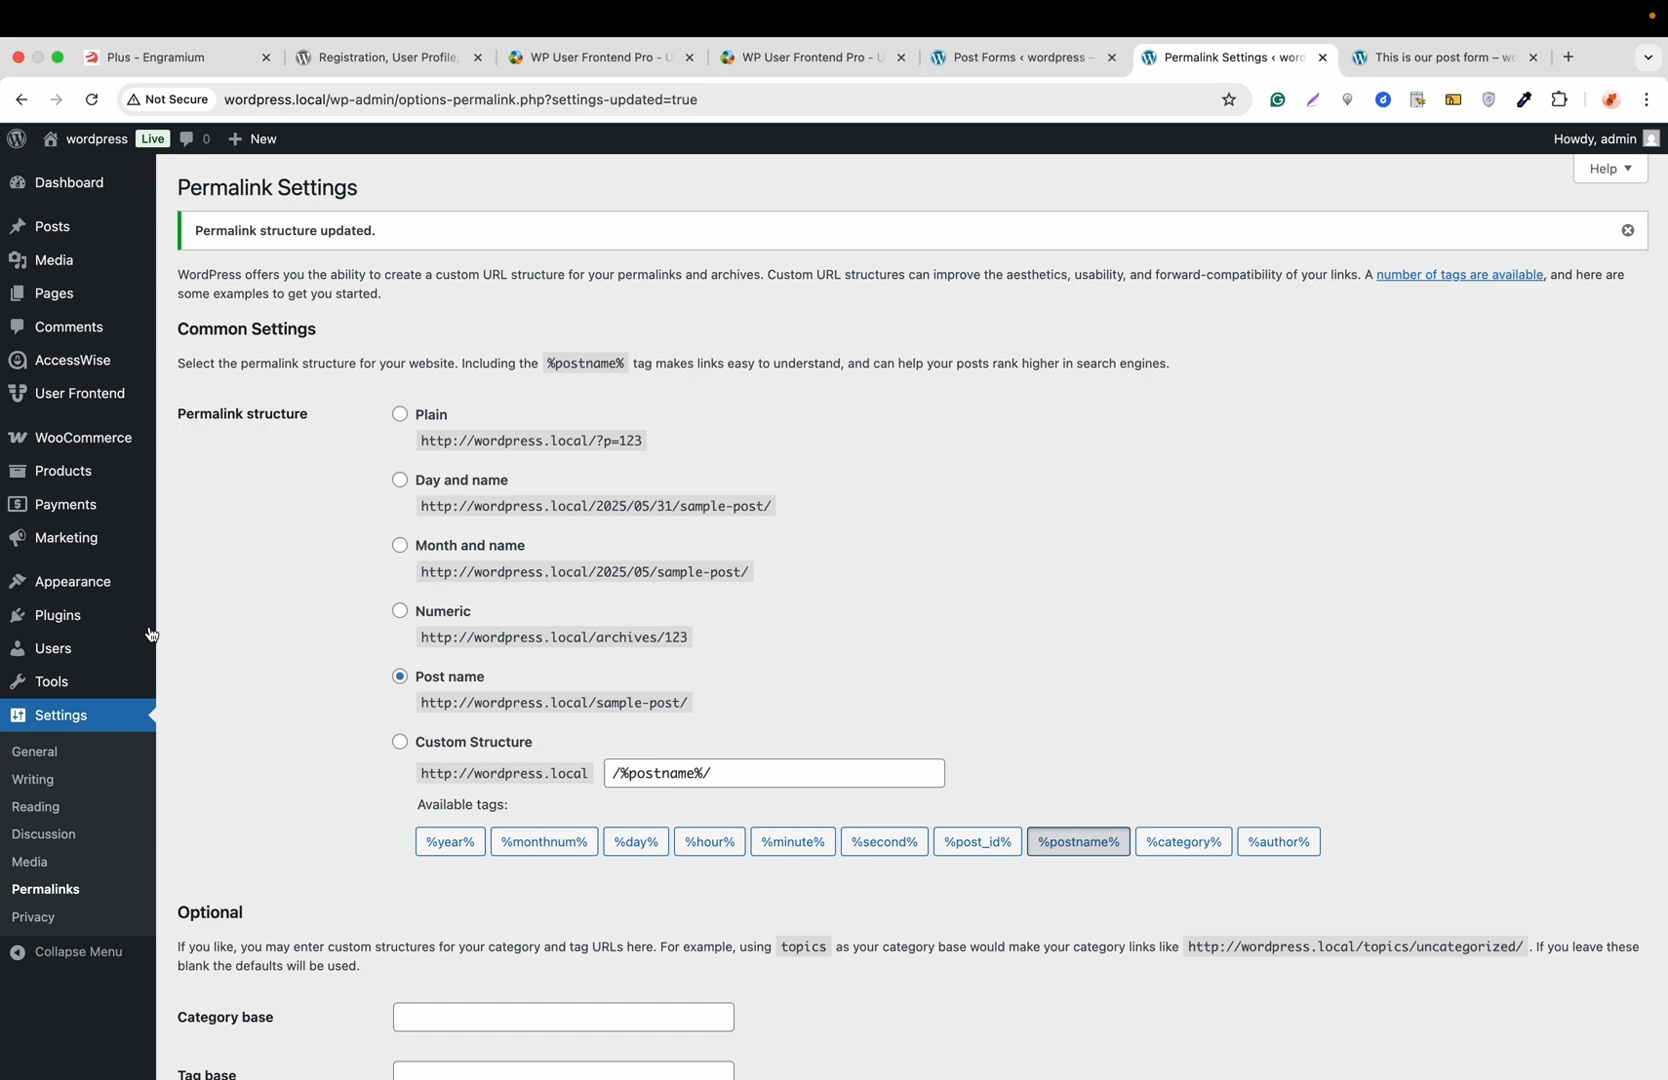 Plus - Engramium
Registration, User Profile,
WP User Frontend Pro - U
WP User Frontend Pro - U
Post Forms ‹ wordpress –
Permalink Settings ‹ word
This is our post form – wo
Not Secure
wordpress.local/wp-admin/options-permalink.php?settings-updated=true
wordpress
Live
0
New
Howdy, admin
Help
Dashboard
Posts
Media
Pages
Comments
AccessWise
User Frontend
WooCommerce
Products
Payments
Marketing
Appearance
Plugins
Users
Tools
Settings
General
Writing
Reading
Discussion
Media
Permalinks
Privacy
Collapse Menu
Permalink Settings
Permalink structure updated.
WordPress offers you the ability to create a custom URL structure for your permalinks and archives. Custom URL structures can improve the aesthetics, usability, and forward-compatibility of your links. A number of tags are available, and here are
some examples to get you started.
Common Settings
Select the permalink structure for your website. Including the %postname% tag makes links easy to understand, and can help your posts rank higher in search engines.
Permalink structure
Plain
http://wordpress.local/?p=123
Day and name
http://wordpress.local/2025/05/31/sample-post/
Month and name
http://wordpress.local/2025/05/sample-post/
Numeric
http://wordpress.local/archives/123
Post name
http://wordpress.local/sample-post/
Custom Structure
http://wordpress.local /%postname%/
Available tags:
%year% %monthnum% %day% %hour% %minute% %second% %post_id% %postname% %category% %author%
Optional
If you like, you may enter custom structures for your category and tag URLs here. For example, using topics as your category base would make your category links like http://wordpress.local/topics/uncategorized/ . If you leave these
blank the defaults will be used.
Category base
Tag base